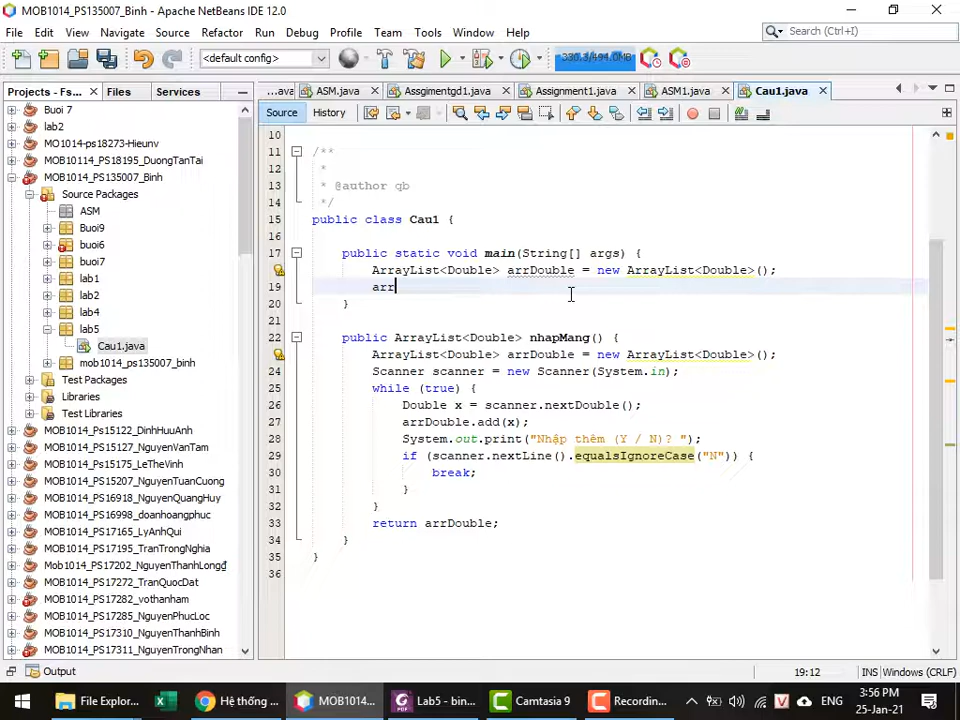 MOB1014_PS135007_Binh - Apache NetBeans IDE 12.0
File Edit View Navigate Source Refactor Run Debug Profile Team Tools Window Help
Search (Ctrl+I)
<default config>
330.3/494.0MB
Projects - Fs... Files Services
...ava ASM.java Assgimentgd1.java Assignment1.java ASM1.java Cau1.java
Source History
Buoi 7
lab2
MO1014-ps18273-Hieunv
MOB10114_PS18195_DuongTanTai
MOB1014_PS135007_Binh
Source Packages
ASM
Buoi9
buoi6
buoi7
lab1
lab2
lab4
lab5
Cau1.java
mob1014_ps135007_binh
Test Packages
Libraries
Test Libraries
MOB1014_PS15122_DinhHuuAnh
MOB1014_Ps15127_NguyenVanTam
MOB1014_Ps15175_LeTheVinh
MOB1014_PS15207_NguyenTuanCuong
MOB1014_PS16918_NguyenQuangHuy
MOB1014_PS16998_doanhoangphuc
MOB1014_PS17165_LyAnhQui
MOB1014_PS17195_TranTrongNghia
Mob1014_PS17202_NguyenThanhLong
MOB1014_PS17272_TranQuocDat
MOB1014_PS17282_vothanham
MOB1014_PS17285_NguyenPhucLoc
MOB1014_PS17310_NguyenThanhBinh
MOB1014_PS17311_NguyenTrongNhan
10
11 /**
12 *
13 * @author qb
14 */
15 public class Cau1 {
16
17 public static void main(String[] args) {
ArrayList<Double> arrDouble = new ArrayList<Double>();
19 arr
20 }
21
22 public ArrayList<Double> nhapMang() {
ArrayList<Double> arrDouble = new ArrayList<Double>();
24 Scanner scanner = new Scanner(System.in);
25 while (true) {
26 Double x = scanner.nextDouble();
27 arrDouble.add(x);
28 System.out.print("Nhập thêm (Y / N)? ");
29 if (scanner.nextLine().equalsIgnoreCase("N")) {
30 break;
31 }
32 }
33 return arrDouble;
34 }
35 }
36
Output
19:12 INS Windows (CRLF)
File Explor... Hệ thống ... MOB1014... Lab5 - bin... Camtasia 9 Recording... ENG
3:56 PM
25-Jan-21